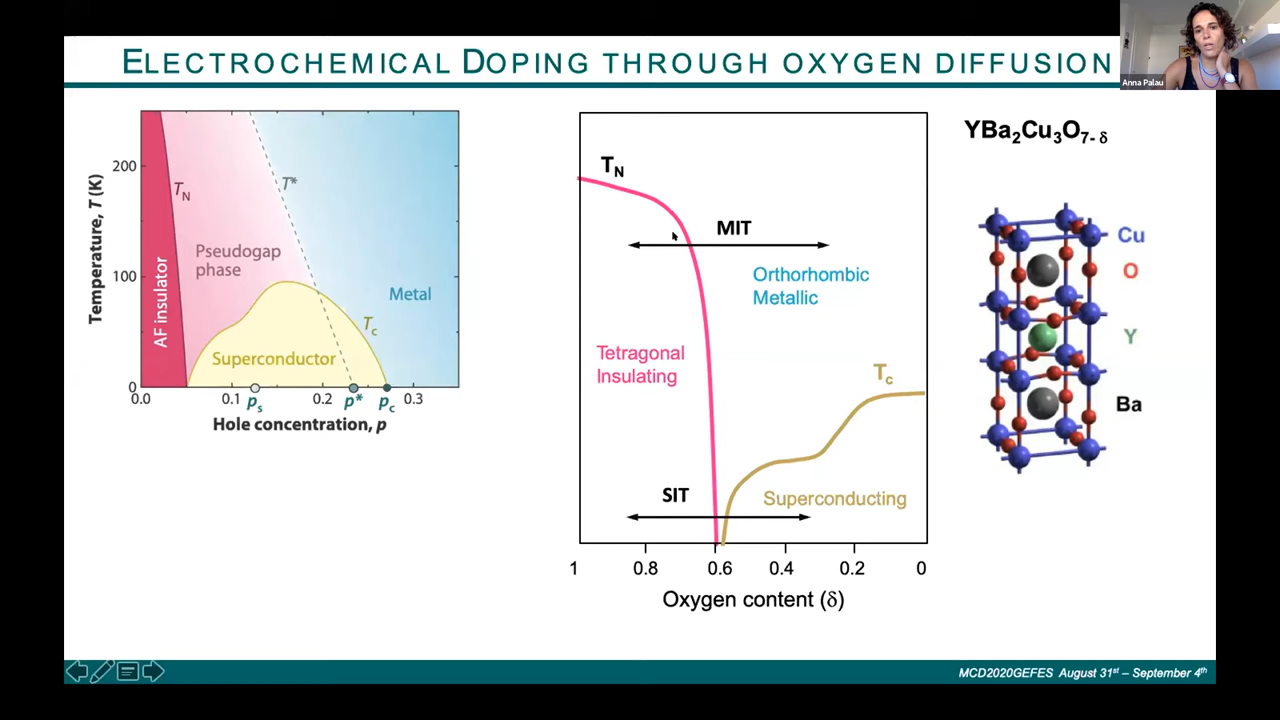 ELECTROCHEMICAL DOPING THROUGH OXYGEN DIFFUSION
Anna Palau
Temperature, T (K)
200
100
0
T_N
T*
Pseudogap
phase
AF insulator
Metal
T_c
Superconductor
0.0
0.1
0.2
0.3
p_s
p*
p_c
Hole concentration, p
T_N
MIT
Orthorhombic
Metallic
Tetragonal
Insulating
T_c
SIT
Superconducting
1
0.8
0.6
0.4
0.2
0
Oxygen content (δ)
YBa₂Cu₃O₇₋δ
Cu
O
Y
Ba
MCD2020GEFES August 31ˢᵗ – September 4ᵗʰ